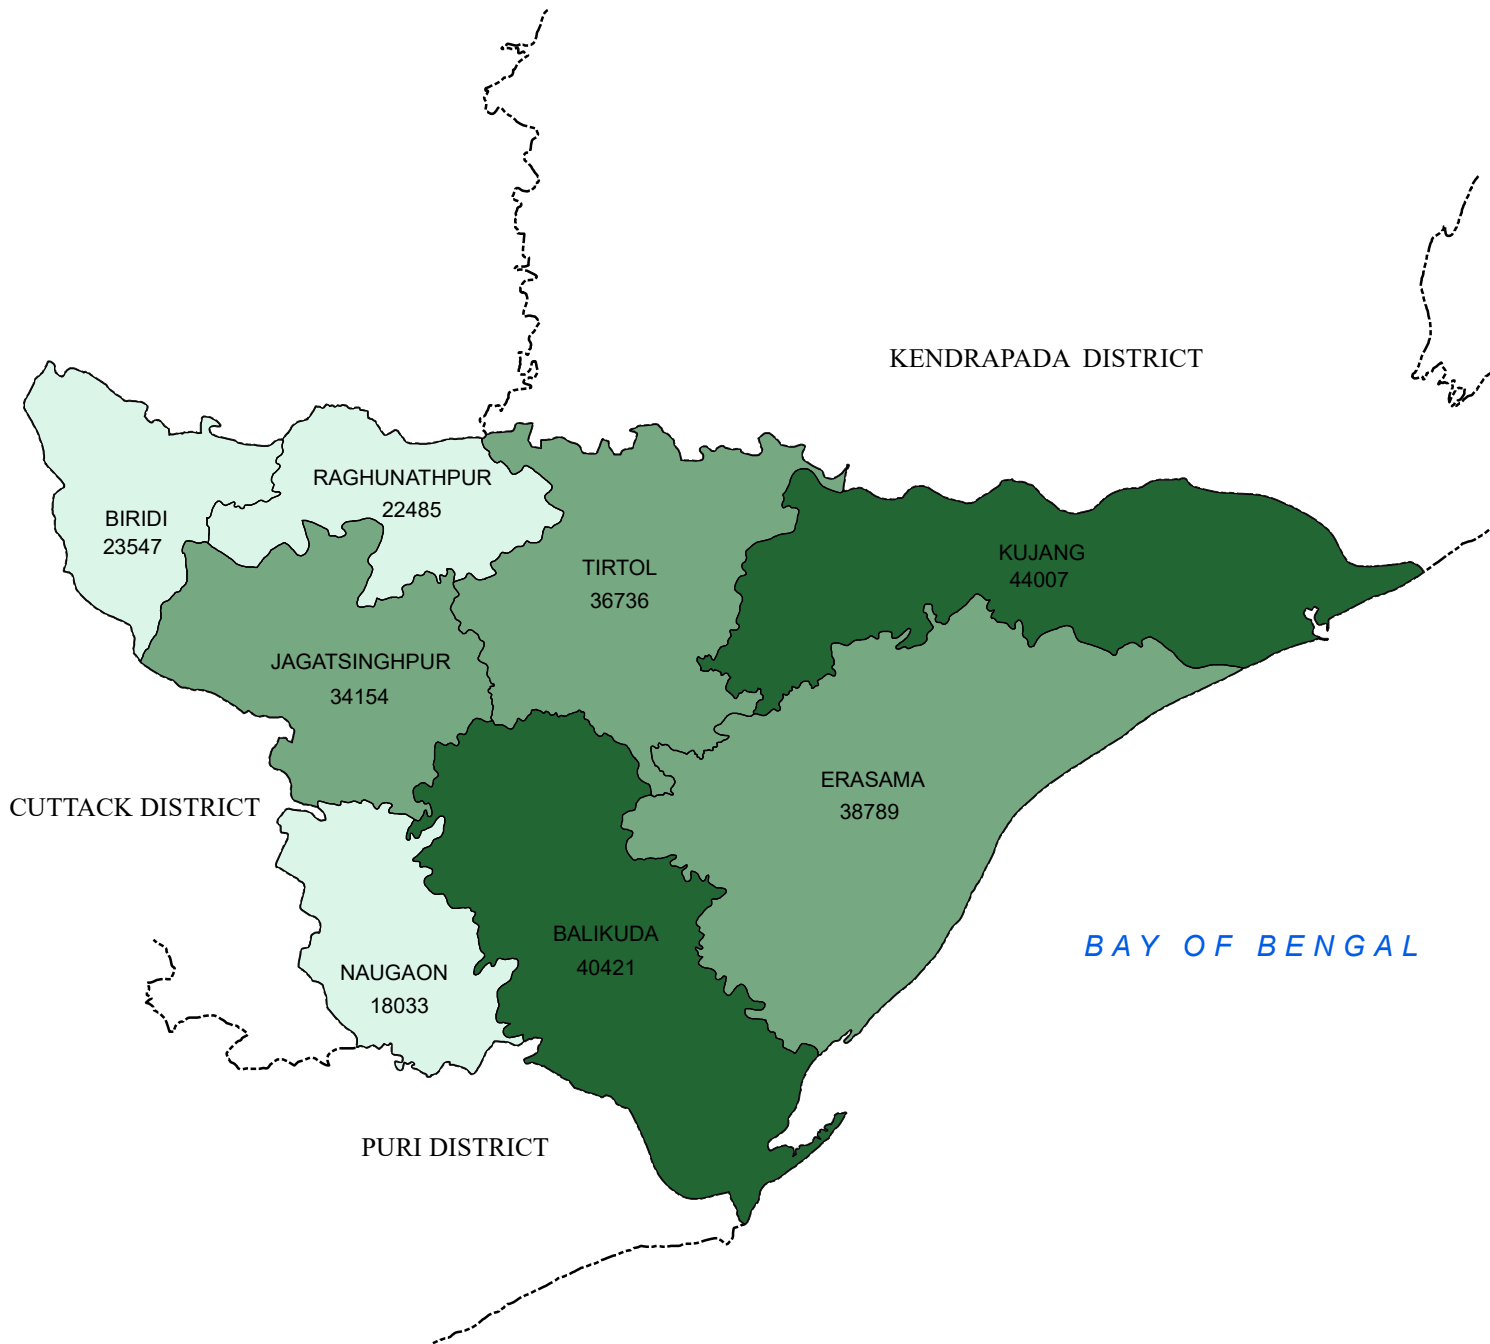 KENDRAPADA DISTRICT
RAGHUNATHPUR
22485
BIRIDI
23547
KUJANG
44007
TIRTOL
36736
JAGATSINGHPUR
34154
ERASAMA
38789
CUTTACK DISTRICT
BALIKUDA
40421
BAY OF BENGAL
NAUGAON
18033
PURI DISTRICT